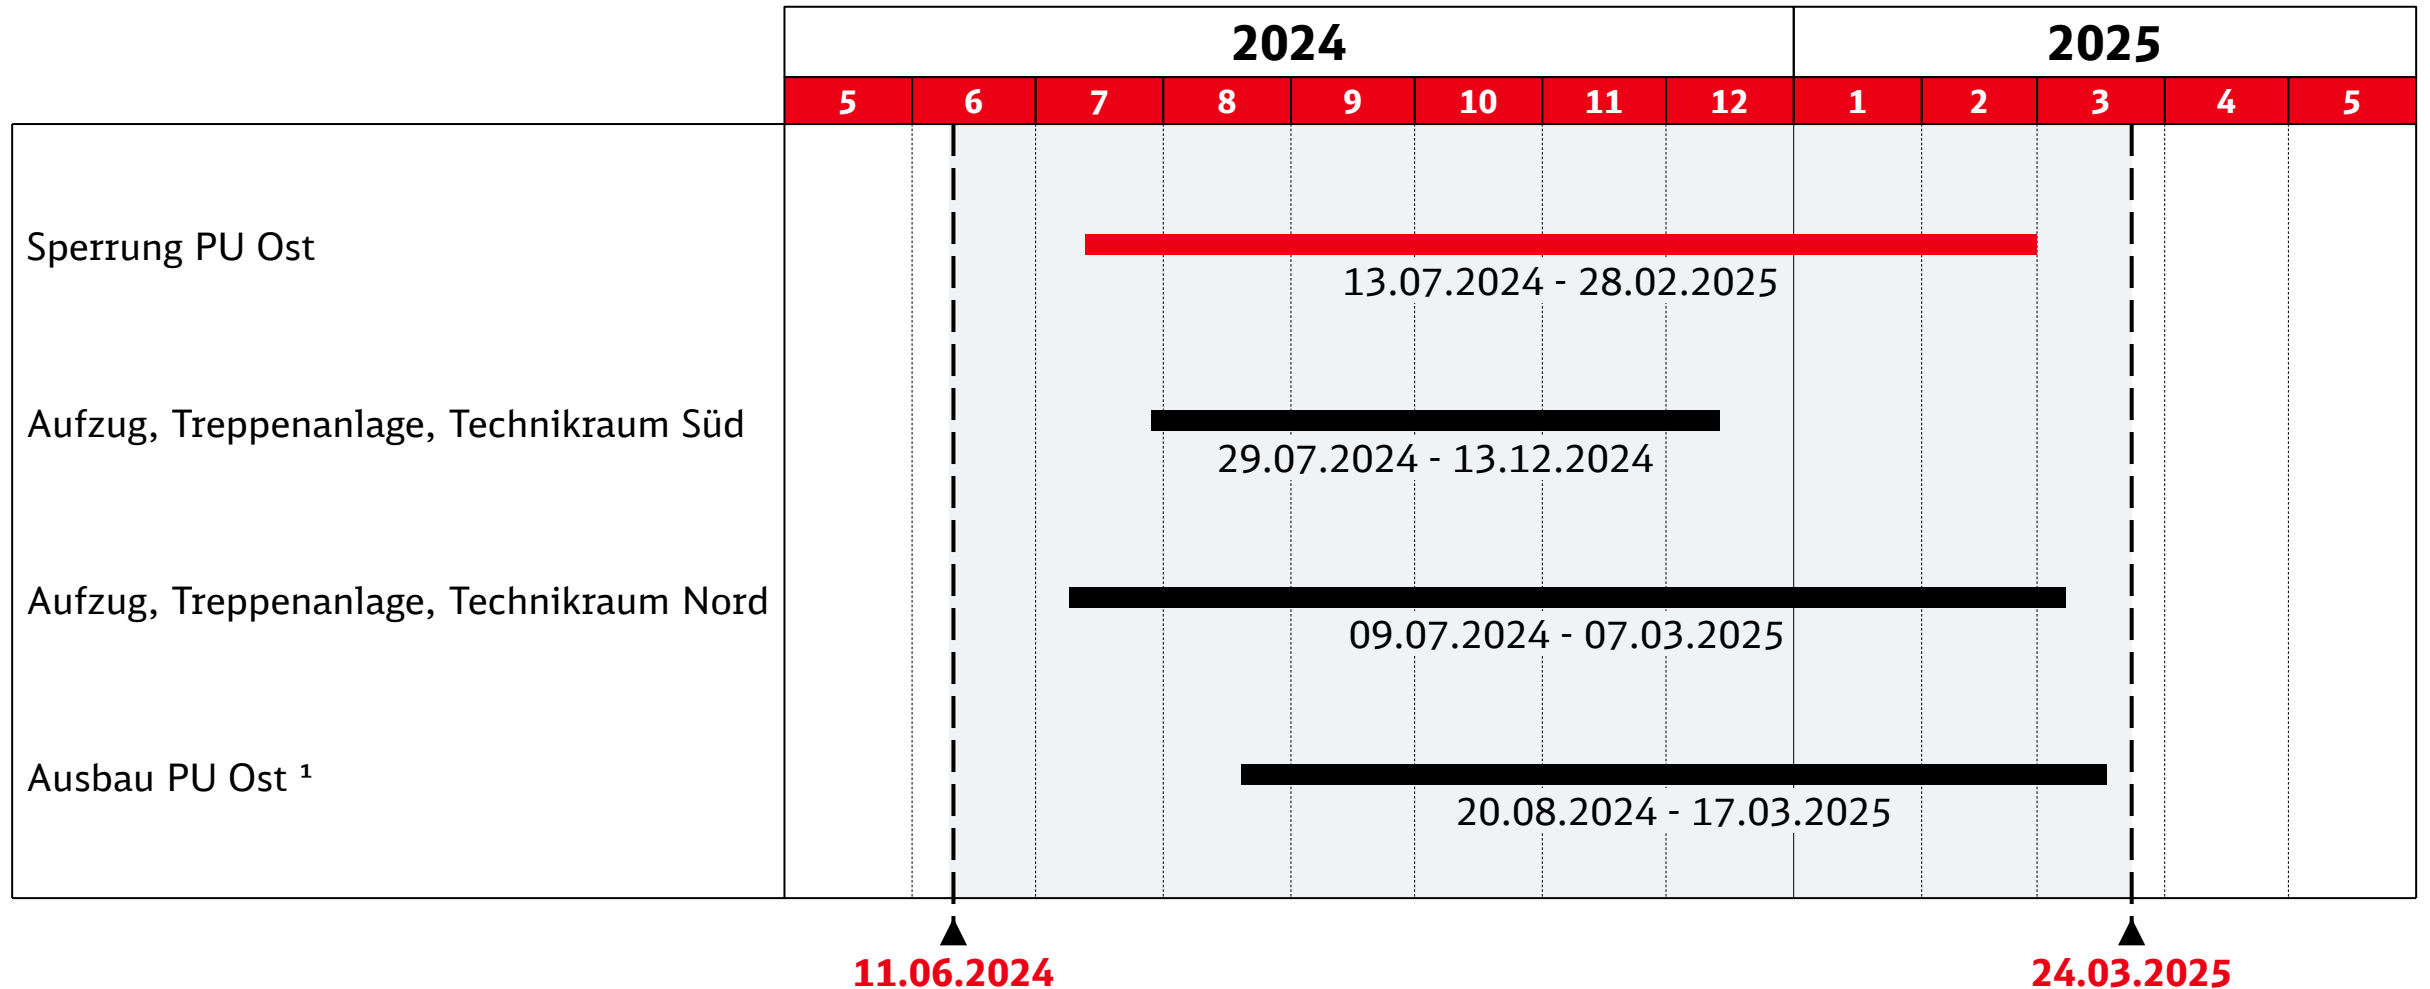 2024 2025
5 6 7 8 9 10 11 12 1 2 3 4 5
Sperrung PU Ost
13.07.2024 - 28.02.2025
Aufzug, Treppenanlage, Technikraum Süd
29.07.2024 - 13.12.2024
Aufzug, Treppenanlage, Technikraum Nord
09.07.2024 - 07.03.2025
Ausbau PU Ost ¹
20.08.2024 - 17.03.2025
11.06.2024 24.03.2025